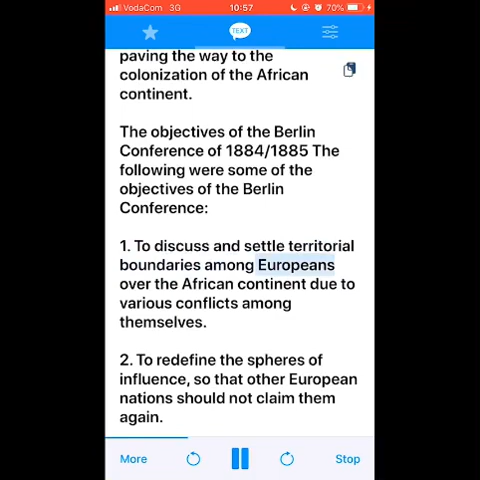 VodaCom 3G 10:57 70%
TEXT
paving the way to the
colonization of the African
continent.
The objectives of the Berlin
Conference of 1884/1885 The
following were some of the
objectives of the Berlin
Conference:
1. To discuss and settle territorial
boundaries among Europeans
over the African continent due to
various conflicts among
themselves.
2. To redefine the spheres of
influence, so that other European
nations should not claim them
again.
More Stop